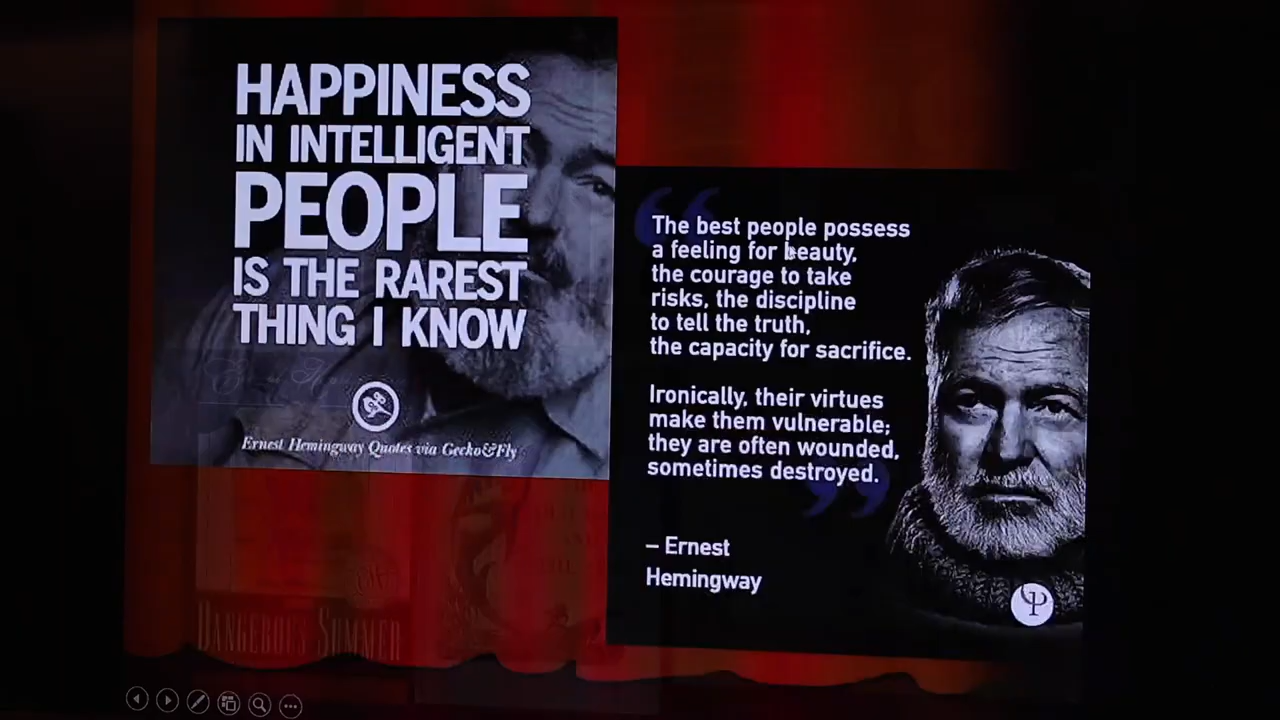 HAPPINESS
IN INTELLIGENT
PEOPLE
IS THE RAREST
THING I KNOW
Ernest Hemingway Quotes via Gecko&Fly
The best people possess
a feeling for beauty,
the courage to take
risks, the discipline
to tell the truth,
the capacity for sacrifice.
Ironically, their virtues
make them vulnerable;
they are often wounded,
sometimes destroyed.
– Ernest
Hemingway
DANGEROUS SUMMER